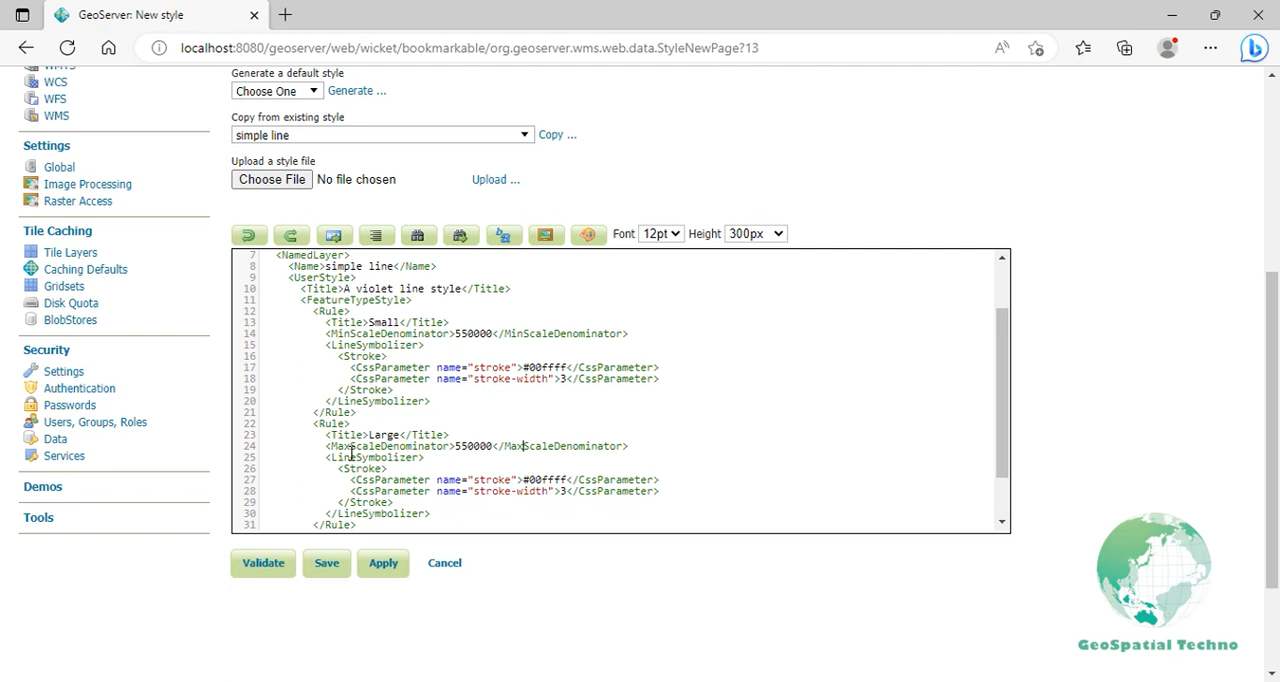 GeoServer: New style
localhost:8080/geoserver/web/wicket/bookmarkable/org.geoserver.wms.web.data.StyleNewPage?13
WCS
WFS
WMS
Settings
Global
Image Processing
Raster Access
Tile Caching
Tile Layers
Caching Defaults
Gridsets
Disk Quota
BlobStores
Security
Settings
Authentication
Passwords
Users, Groups, Roles
Data
Services
Demos
Tools
Generate a default style
Choose One Generate ...
Copy from existing style
simple line Copy ...
Upload a style file
Choose File No file chosen Upload ...
Font 12pt Height 300px
7 <NamedLayer>
8 <Name>simple line</Name>
9 <UserStyle>
10 <Title>A violet line style</Title>
11 <FeatureTypeStyle>
12 <Rule>
13 <Title>Small</Title>
14 <MinScaleDenominator>550000</MinScaleDenominator>
15 <LineSymbolizer>
16 <Stroke>
17 <CssParameter name="stroke">#00ffff</CssParameter>
18 <CssParameter name="stroke-width">3</CssParameter>
19 </Stroke>
20 </LineSymbolizer>
21 </Rule>
22 <Rule>
23 <Title>Large</Title>
24 <MaxScaleDenominator>550000</MaxScaleDenominator>
25 <LineSymbolizer>
26 <Stroke>
27 <CssParameter name="stroke">#00ffff</CssParameter>
28 <CssParameter name="stroke-width">3</CssParameter>
29 </Stroke>
30 </LineSymbolizer>
31 </Rule>
Validate Save Apply Cancel
GeoSpatial Techno